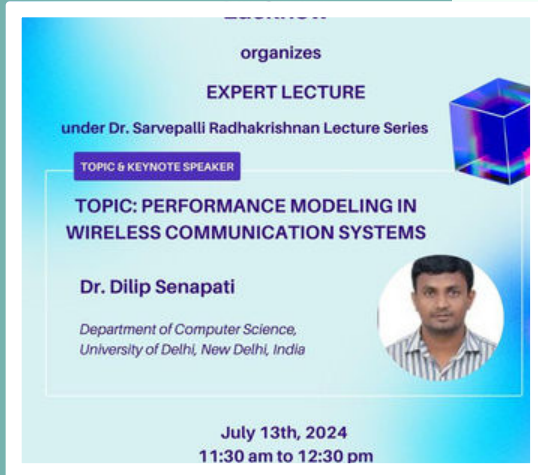 organizes
EXPERT LECTURE
under Dr. Sarvepalli Radhakrishnan Lecture Series
TOPIC & KEYNOTE SPEAKER
TOPIC: PERFORMANCE MODELING IN
WIRELESS COMMUNICATION SYSTEMS
Dr. Dilip Senapati
Department of Computer Science,
University of Delhi, New Delhi, India
July 13th, 2024
11:30 am to 12:30 pm